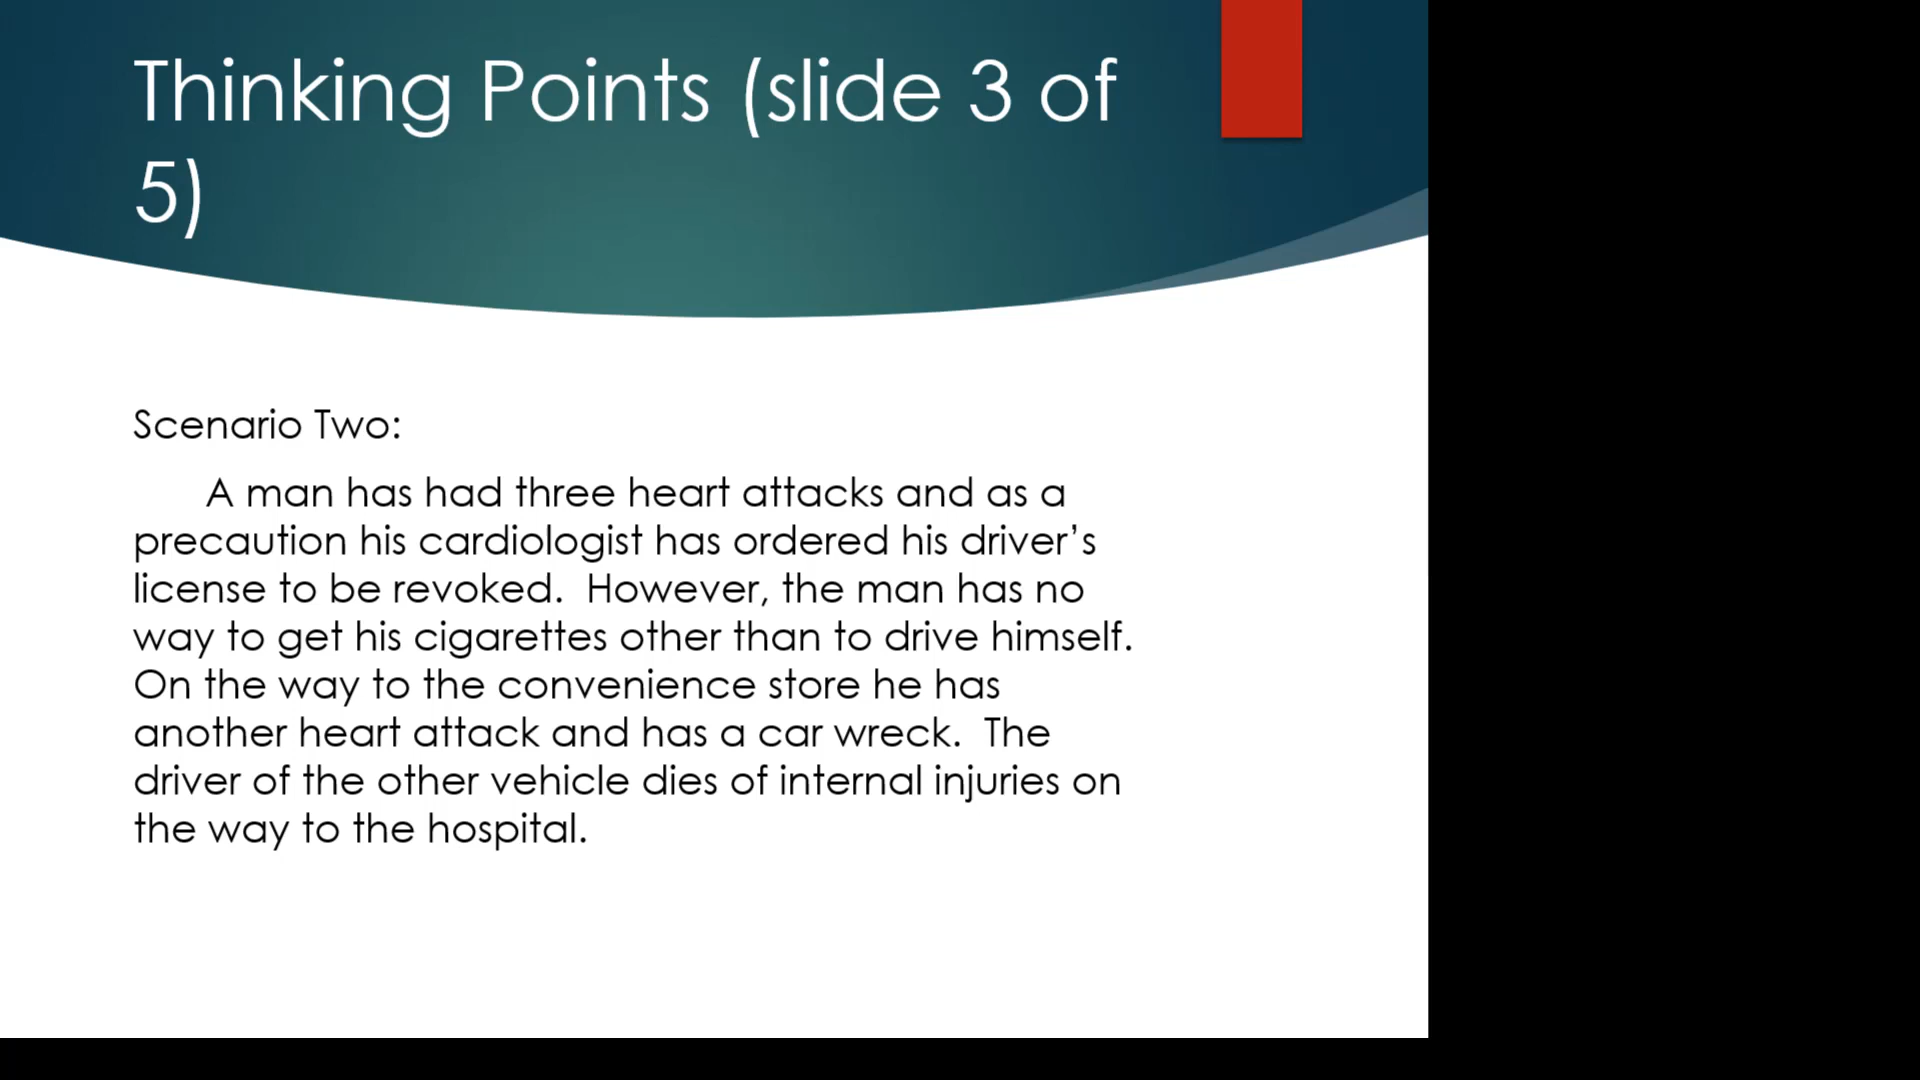 Thinking Points (slide 3 of
5)
Scenario Two:
A man has had three heart attacks and as a
precaution his cardiologist has ordered his driver’s
license to be revoked.  However, the man has no
way to get his cigarettes other than to drive himself.
On the way to the convenience store he has
another heart attack and has a car wreck.  The
driver of the other vehicle dies of internal injuries on
the way to the hospital.